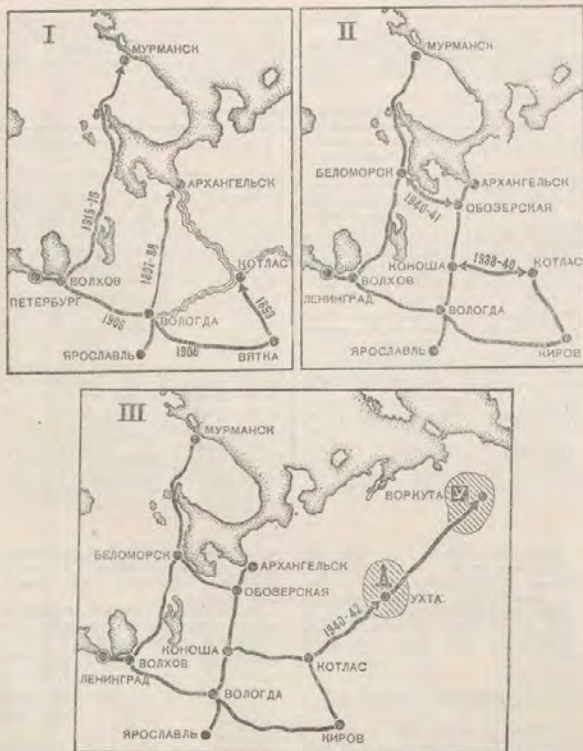 I
МУРМАНСК
АРХАНГЕЛЬСК
1915-16
1897-98
КОТЛАС
ВОЛХОВ
ПЕТЕРБУРГ
1899
1906
ВОЛОГДА
1906
ЯРОСЛАВЛЬ
ВЯТКА
II
МУРМАНСК
БЕЛОМОРСК
АРХАНГЕЛЬСК
1940-41
ОБОЗЕРСКАЯ
КОНОША
1938-40
КОТЛАС
ВОЛХОВ
ЛЕНИНГРАД
ВОЛОГДА
ЯРОСЛАВЛЬ
КИРОВ
III
МУРМАНСК
ВОРКУТА
У
БЕЛОМОРСК
АРХАНГЕЛЬСК
ОБОЗЕРСКАЯ
УХТА
1940-42
КОНОША
КОТЛАС
ВОЛХОВ
ЛЕНИНГРАД
ВОЛОГДА
ЯРОСЛАВЛЬ
КИРОВ